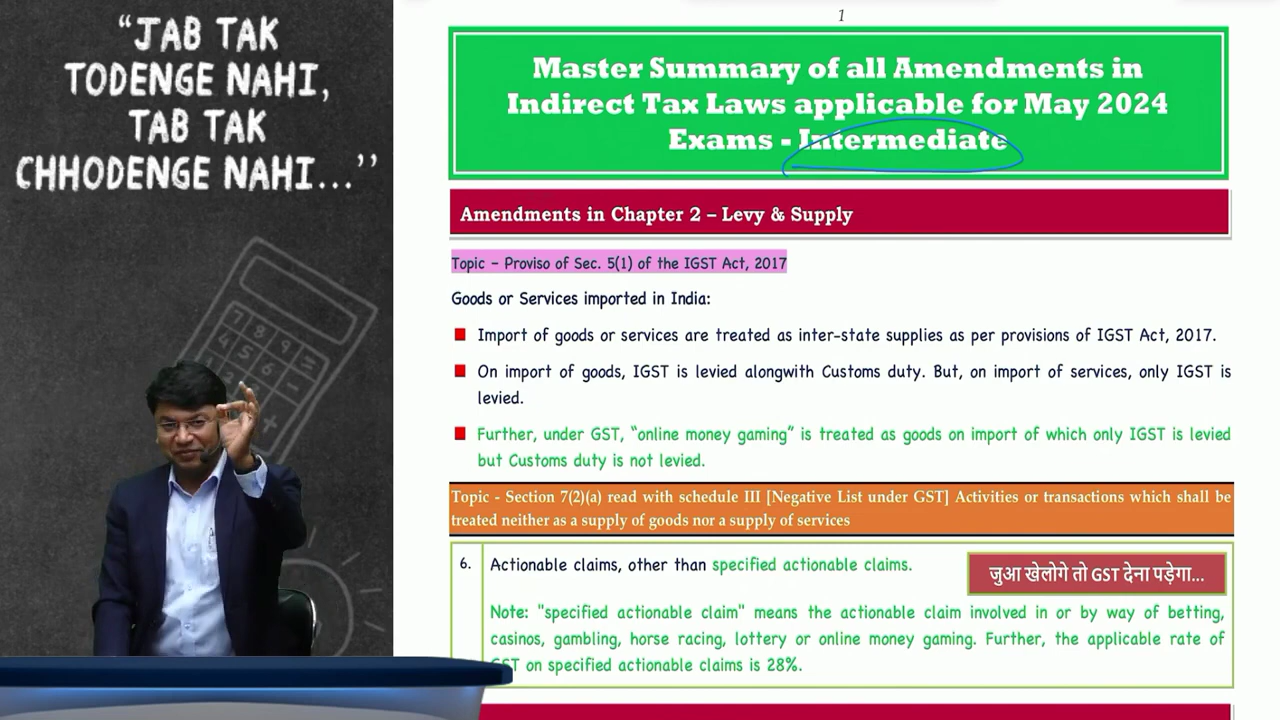 “JAB TAK
TODENGE NAHI,
TAB TAK
CHHODENGE NAHI...’’
1
Master Summary of all Amendments in
Indirect Tax Laws applicable for May 2024
Exams - Intermediate
Amendments in Chapter 2 – Levy & Supply
Topic – Proviso of Sec. 5(1) of the IGST Act, 2017
Goods or Services imported in India:
Import of goods or services are treated as inter-state supplies as per provisions of IGST Act, 2017.
On import of goods, IGST is levied alongwith Customs duty. But, on import of services, only IGST is
levied.
Further, under GST, “online money gaming” is treated as goods on import of which only IGST is levied
but Customs duty is not levied.
Topic - Section 7(2)(a) read with schedule III [Negative List under GST] Activities or transactions which shall be
treated neither as a supply of goods nor a supply of services
6. Actionable claims, other than specified actionable claims.
जुआ खेलोगे तो GST देना पड़ेगा...
Note: "specified actionable claim" means the actionable claim involved in or by way of betting,
casinos, gambling, horse racing, lottery or online money gaming. Further, the applicable rate of
GST on specified actionable claims is 28%.